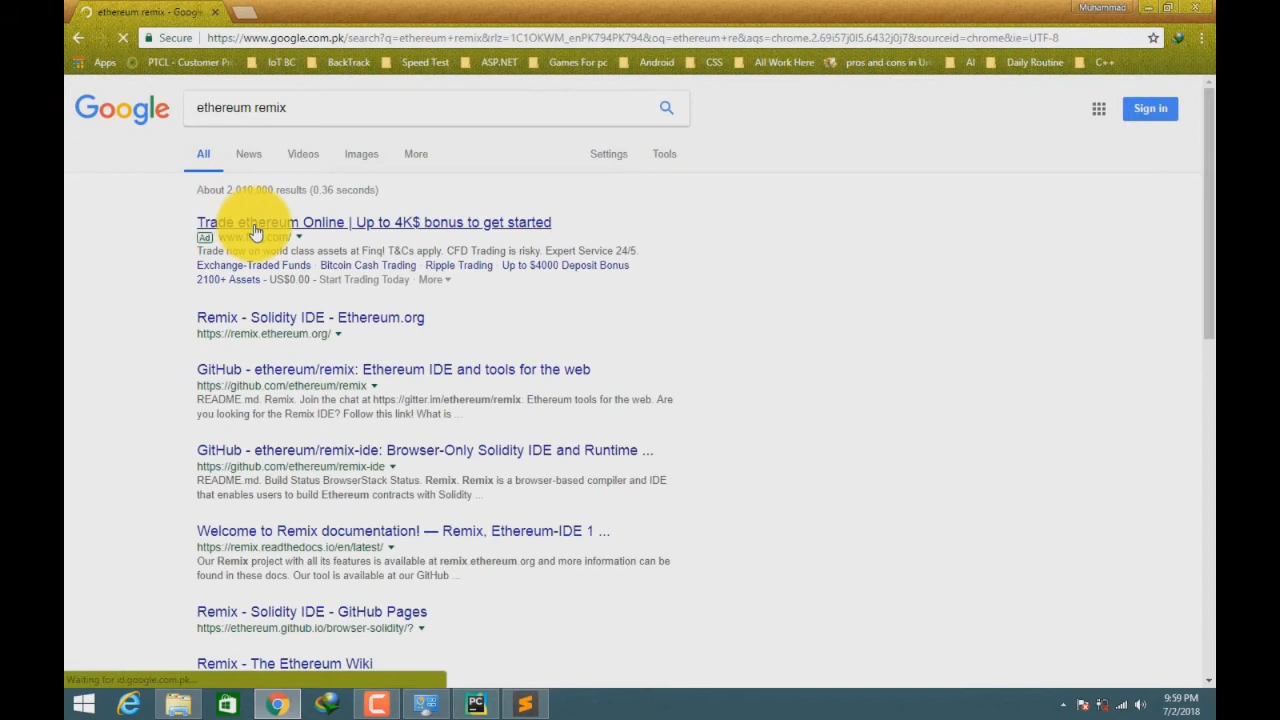 ethereum remix - Googl
Muhammad
Secure
https://www.google.com.pk/search?q=ethereum+remix&rlz=1C1OKWM_enPK794PK794&oq=ethereum+re&aqs=chrome.2.69i57j0l5.6432j0j7&sourceid=chrome&ie=UTF-8
Apps PTCL - Customer Pr IoT BC BackTrack Speed Test ASP.NET Games For pc Android CSS All Work Here pros and cons in Ur AI Daily Routine C++
Google
ethereum remix
Sign in
All News Videos Images More Settings Tools
About 2,010,000 results (0.36 seconds)
Trade ethereum Online | Up to 4K$ bonus to get started
Ad
Trade now on world class assets at Finq! T&Cs apply. CFD Trading is risky. Expert Service 24/5.
Exchange-Traded Funds · Bitcoin Cash Trading · Ripple Trading · Up to $4000 Deposit Bonus
2100+ Assets - US$0.00 - Start Trading Today · More
Remix - Solidity IDE - Ethereum.org
https://remix.ethereum.org/
GitHub - ethereum/remix: Ethereum IDE and tools for the web
https://github.com/ethereum/remix
README.md. Remix. Join the chat at https://gitter.im/ethereum/remix. Ethereum tools for the web. Are
you looking for the Remix IDE? Follow this link! What is ...
GitHub - ethereum/remix-ide: Browser-Only Solidity IDE and Runtime ...
https://github.com/ethereum/remix-ide
README.md. Build Status BrowserStack Status. Remix. Remix is a browser-based compiler and IDE
that enables users to build Ethereum contracts with Solidity ...
Welcome to Remix documentation! — Remix, Ethereum-IDE 1 ...
https://remix.readthedocs.io/en/latest/
Our Remix project with all its features is available at remix.ethereum.org and more information can be
found in these docs. Our tool is available at our GitHub ...
Remix - Solidity IDE - GitHub Pages
https://ethereum.github.io/browser-solidity/?
Remix - The Ethereum Wiki
Waiting for id.google.com.pk...
PC
9:59 PM
7/2/2018